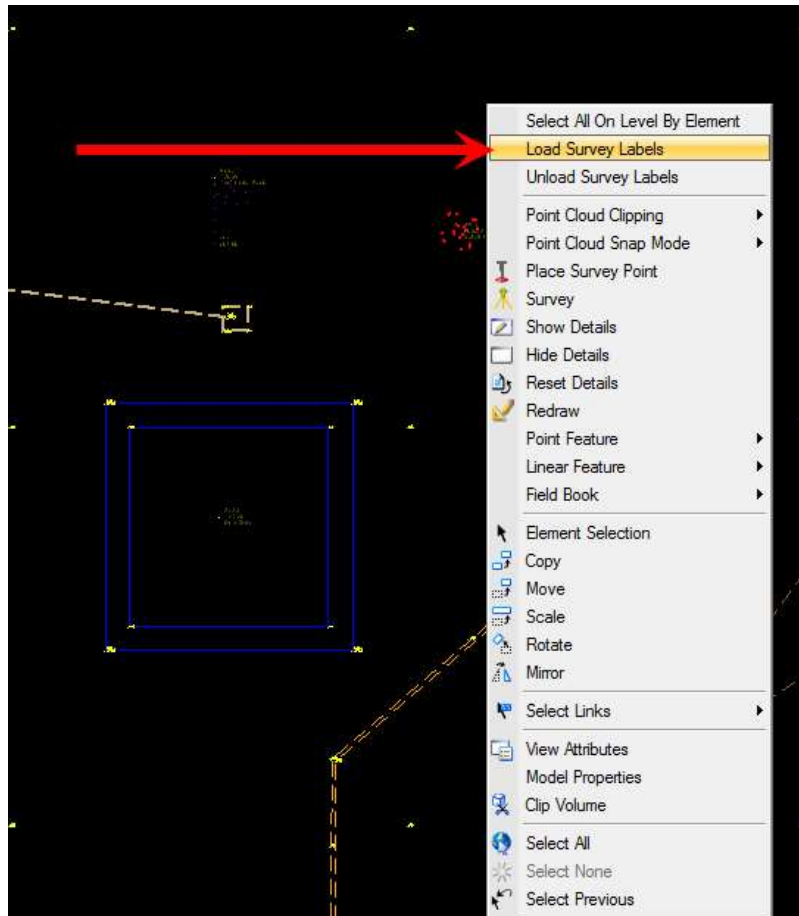 Select All On Level By Element
Load Survey Labels
Unload Survey Labels
Point Cloud Clipping
Point Cloud Snap Mode
Place Survey Point
Survey
Show Details
Hide Details
Reset Details
Redraw
Point Feature
Linear Feature
Field Book
Element Selection
Copy
Move
Scale
Rotate
Mirror
Select Links
View Attributes
Model Properties
Clip Volume
Select All
Select None
Select Previous